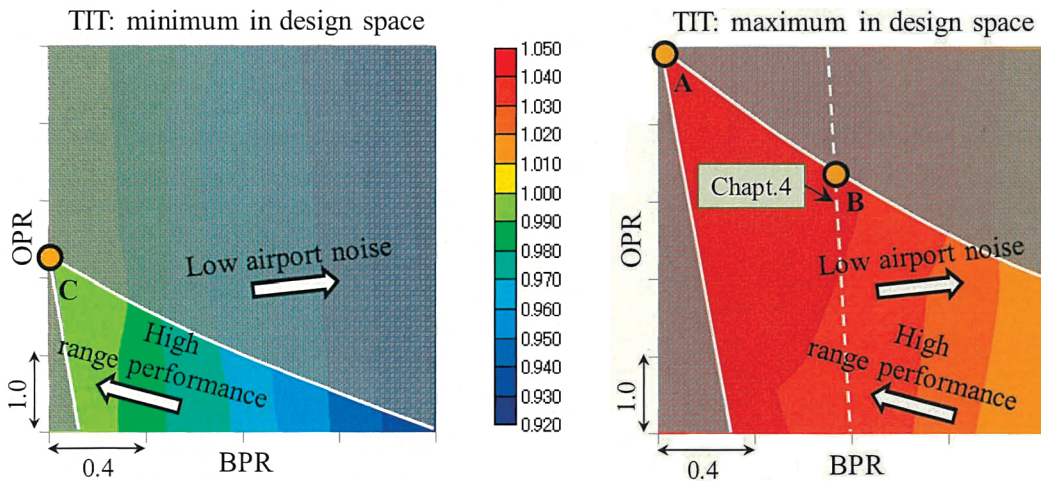 TIT: minimum in design space
OPR
C
Low airport noise
High
range performance
1.0
0.4
BPR
1.050
1.040
1.030
1.020
1.010
1.000
0.990
0.980
0.970
0.960
0.950
0.940
0.930
0.920
TIT: maximum in design space
OPR
A
Chapt.4
B
Low airport noise
High
range performance
1.0
0.4
BPR